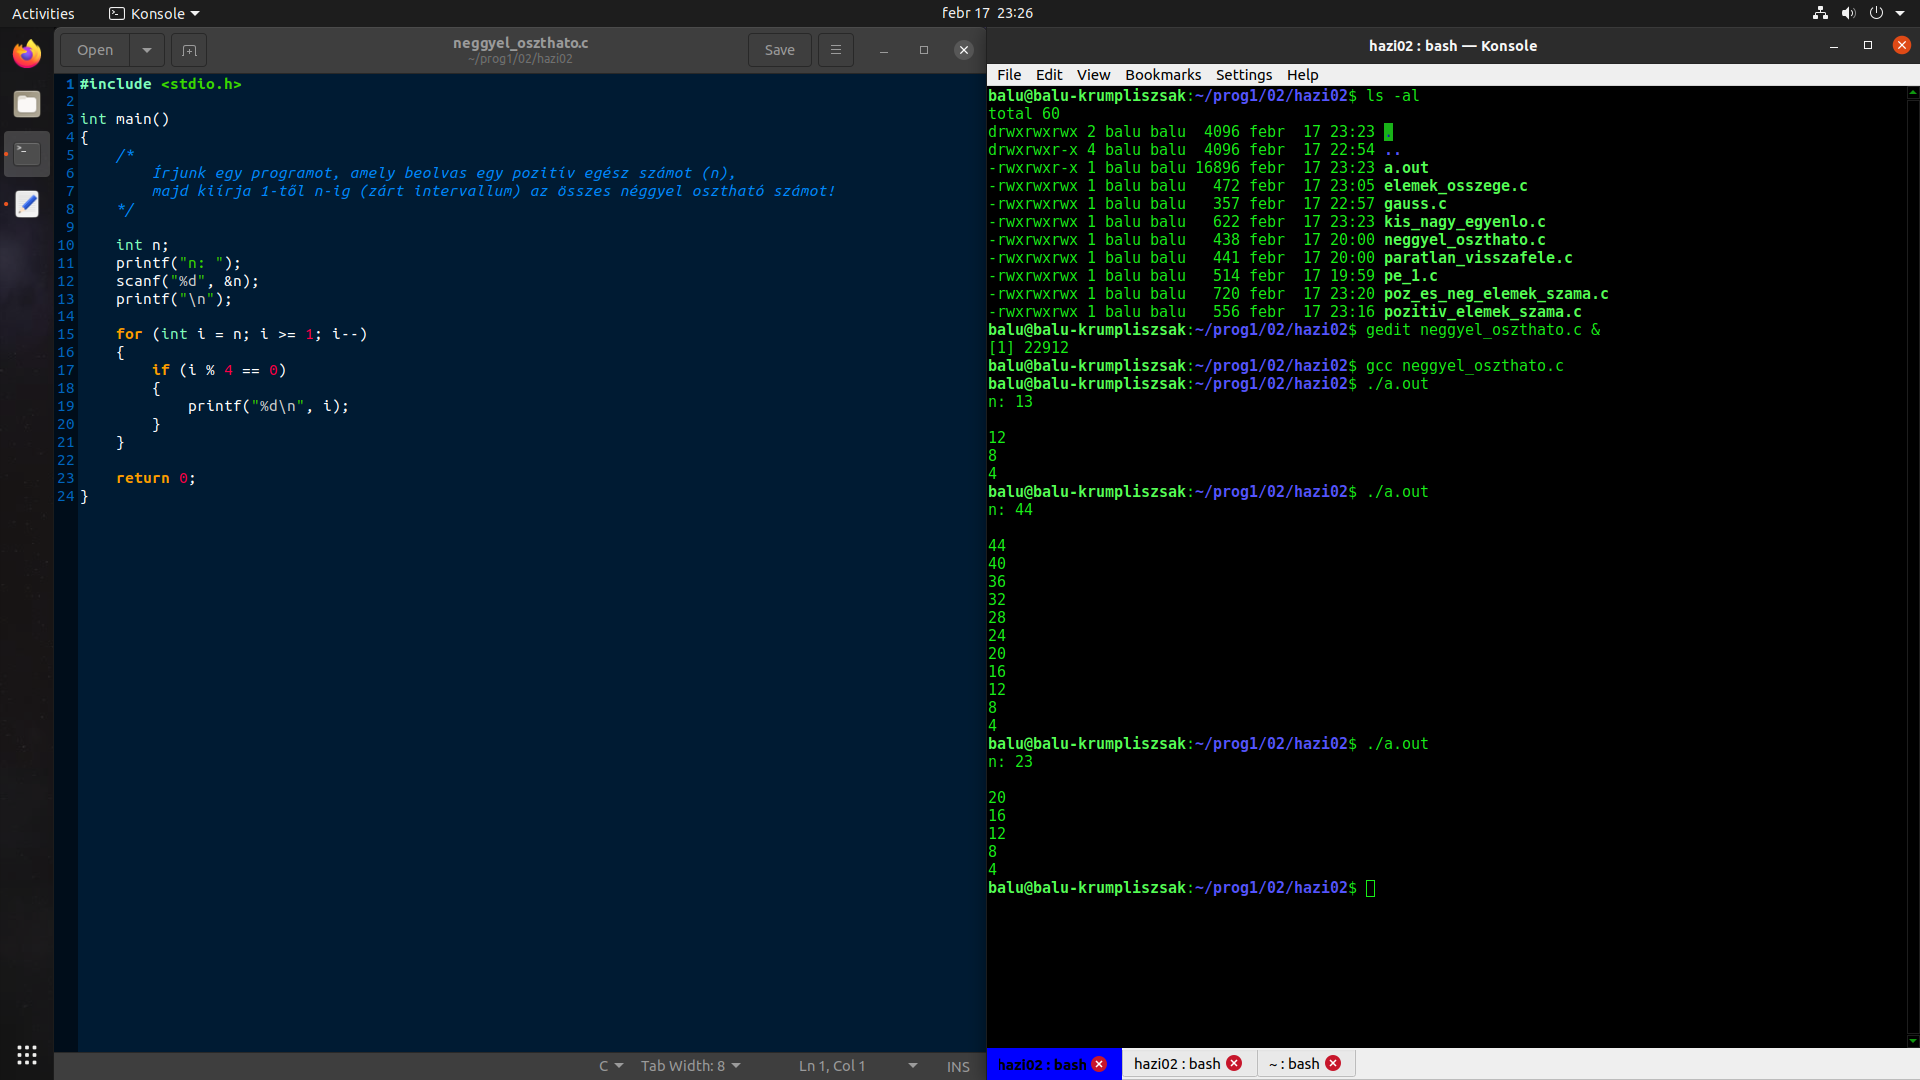 Activities
Konsole
febr 17 23:26
Open
neggyel_oszthato.c
~/prog1/02/hazi02
Save
1 #include <stdio.h>
2
3 int main()
4 {
5     /*
6         Írjunk egy programot, amely beolvas egy pozitív egész számot (n),
7         majd kiírja 1-től n-ig (zárt intervallum) az összes néggyel osztható számot!
8     */
9
10     int n;
11     printf("n: ");
12     scanf("%d", &n);
13     printf("\n");
14
15     for (int i = n; i >= 1; i--)
16     {
17         if (i % 4 == 0)
18         {
19             printf("%d\n", i);
20         }
21     }
22
23     return 0;
24 }
C
Tab Width: 8
Ln 1, Col 1
INS
hazi02 : bash — Konsole
File Edit View Bookmarks Settings Help
balu@balu-krumpliszsak:~/prog1/02/hazi02$ ls -al
total 60
drwxrwxrwx 2 balu balu  4096 febr  17 23:23 .
drwxrwxr-x 4 balu balu  4096 febr  17 22:54 ..
-rwxrwxr-x 1 balu balu 16896 febr  17 23:23 a.out
-rwxrwxrwx 1 balu balu   472 febr  17 23:05 elemek_osszege.c
-rwxrwxrwx 1 balu balu   357 febr  17 22:57 gauss.c
-rwxrwxrwx 1 balu balu   622 febr  17 23:23 kis_nagy_egyenlo.c
-rwxrwxrwx 1 balu balu   438 febr  17 20:00 neggyel_oszthato.c
-rwxrwxrwx 1 balu balu   441 febr  17 20:00 paratlan_visszafele.c
-rwxrwxrwx 1 balu balu   514 febr  17 19:59 pe_1.c
-rwxrwxrwx 1 balu balu   720 febr  17 23:20 poz_es_neg_elemek_szama.c
-rwxrwxrwx 1 balu balu   556 febr  17 23:16 pozitiv_elemek_szama.c
balu@balu-krumpliszsak:~/prog1/02/hazi02$ gedit neggyel_oszthato.c &
[1] 22912
balu@balu-krumpliszsak:~/prog1/02/hazi02$ gcc neggyel_oszthato.c
balu@balu-krumpliszsak:~/prog1/02/hazi02$ ./a.out
n: 13

12
8
4
balu@balu-krumpliszsak:~/prog1/02/hazi02$ ./a.out
n: 44

44
40
36
32
28
24
20
16
12
8
4
balu@balu-krumpliszsak:~/prog1/02/hazi02$ ./a.out
n: 23

20
16
12
8
4
balu@balu-krumpliszsak:~/prog1/02/hazi02$
hazi02 : bash
hazi02 : bash
~ : bash